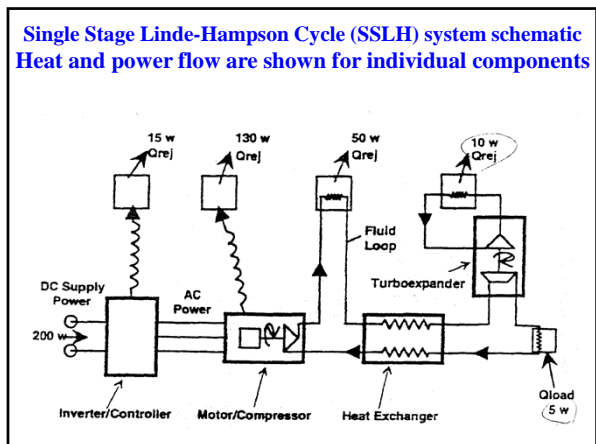 Single Stage Linde-Hampson Cycle (SSLH) system schematic
Heat and power flow are shown for individual components
15 w
Qrej
130 w
Qrej
50 w
Qrej
10 w
Qrej
Fluid
Loop
Turboexpander
DC Supply
Power
AC
Power
200 w
Qload
5 w
Inverter/Controller
Motor/Compressor
Heat Exchanger